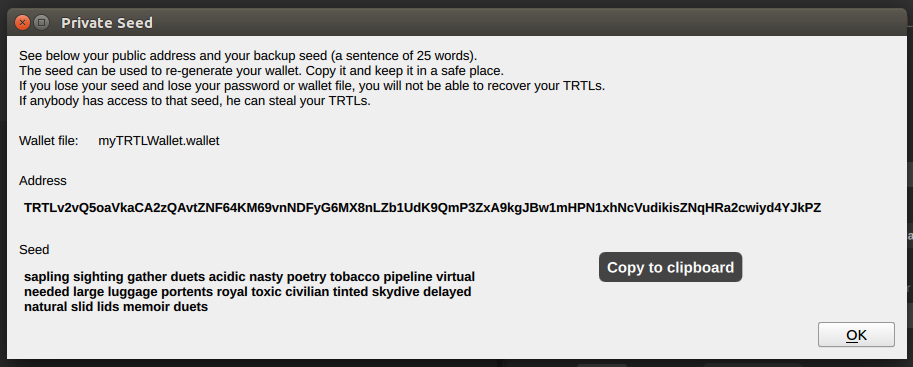 Private Seed
See below your public address and your backup seed (a sentence of 25 words).
The seed can be used to re-generate your wallet. Copy it and keep it in a safe place.
If you lose your seed and lose your password or wallet file, you will not be able to recover your TRTLs.
If anybody has access to that seed, he can steal your TRTLs.
Wallet file: myTRTLWallet.wallet
Address
TRTLv2vQ5oaVkaCA2zQAvtZNF64KM69vnNDFyG6MX8nLZb1UdK9QmP3ZxA9kgJBw1mHPN1xhNcVudikisZNqHRa2cwiyd4YJkPZ
Seed
sapling sighting gather duets acidic nasty poetry tobacco pipeline virtual
needed large luggage portents royal toxic civilian tinted skydive delayed
natural slid lids memoir duets
Copy to clipboard
OK